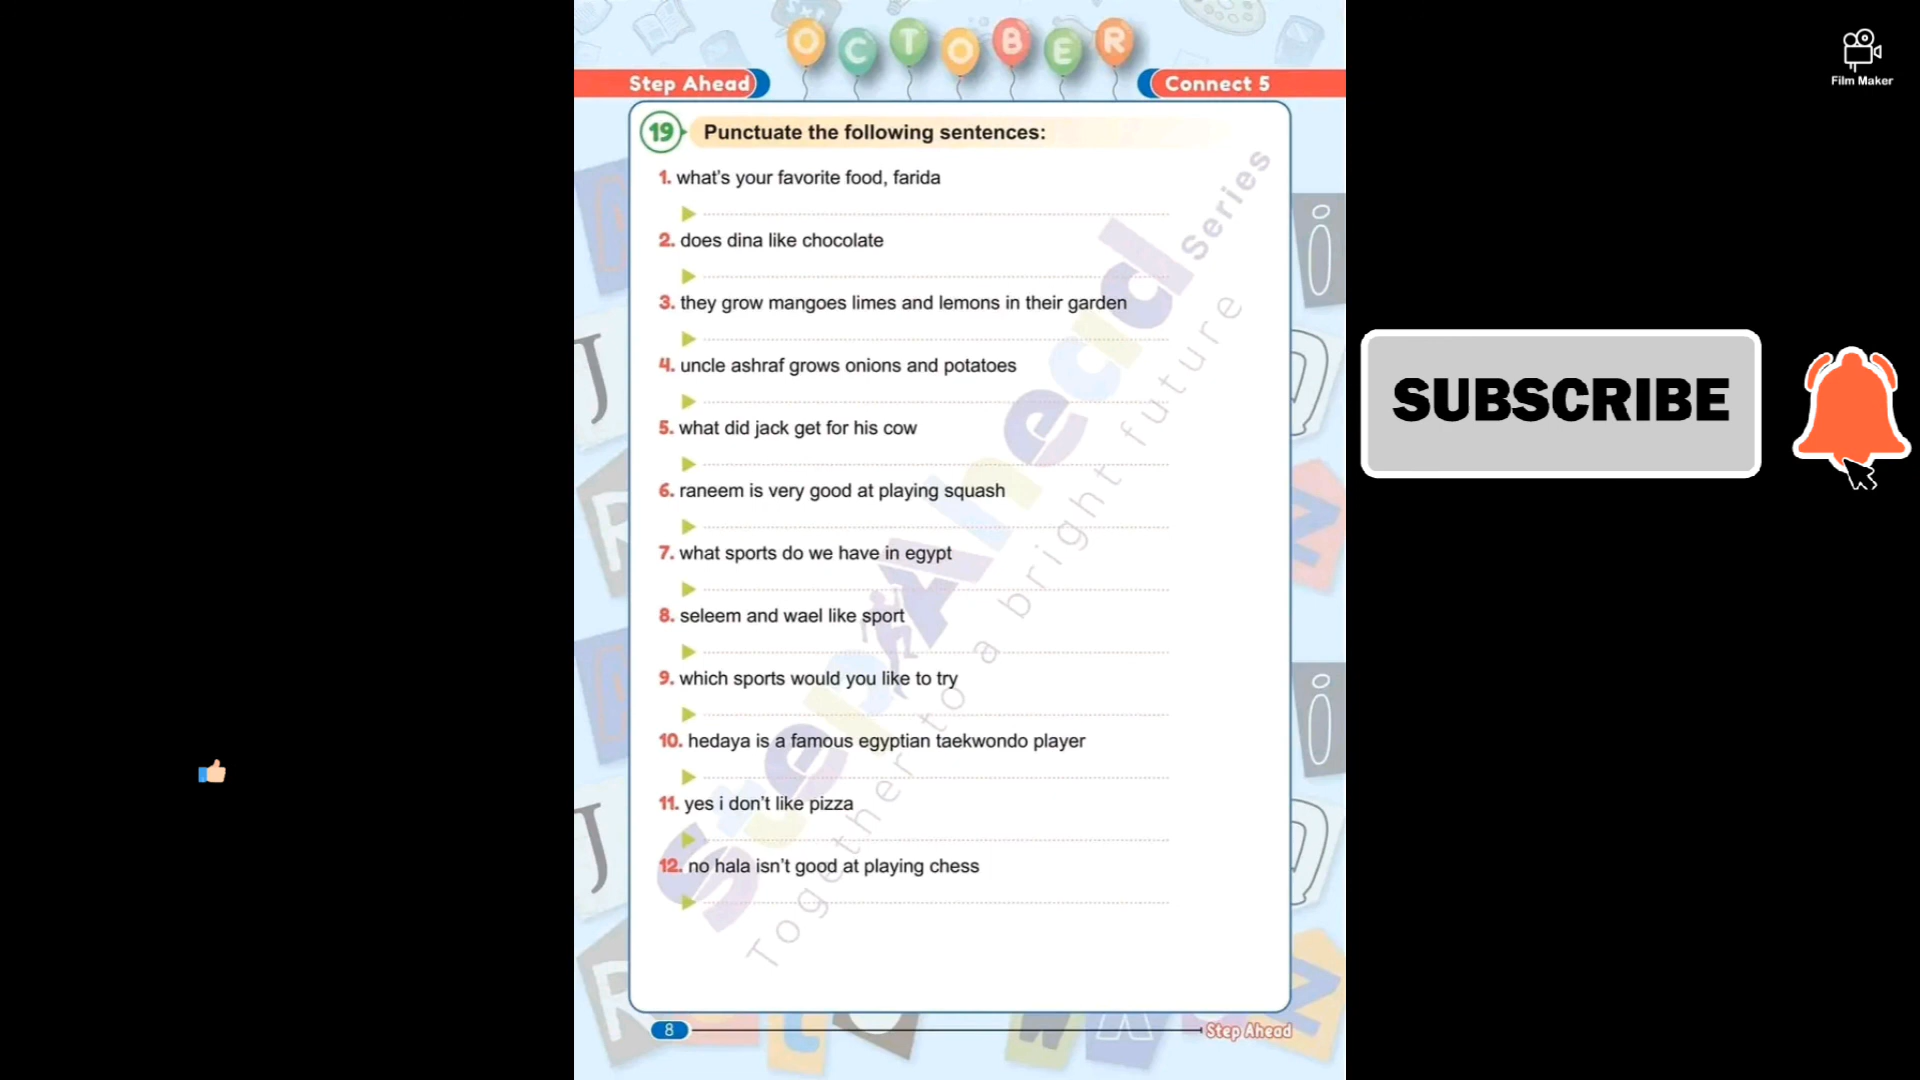 OCTOBER
Film Maker
Step Ahead
Connect 5
19 Punctuate the following sentences:
1. what's your favorite food, farida
2. does dina like chocolate
3. they grow mangoes limes and lemons in their garden
4. uncle ashraf grows onions and potatoes
SUBSCRIBE
5. what did jack get for his cow
6. raneem is very good at playing squash
7. what sports do we have in egypt
8. seleem and wael like sport
9. which sports would you like to try
10. hedaya is a famous egyptian taekwondo player
11. yes i don't like pizza
12. no hala isn't good at playing chess
Step Ahead Series
Together to a bright future
8
Step Ahead